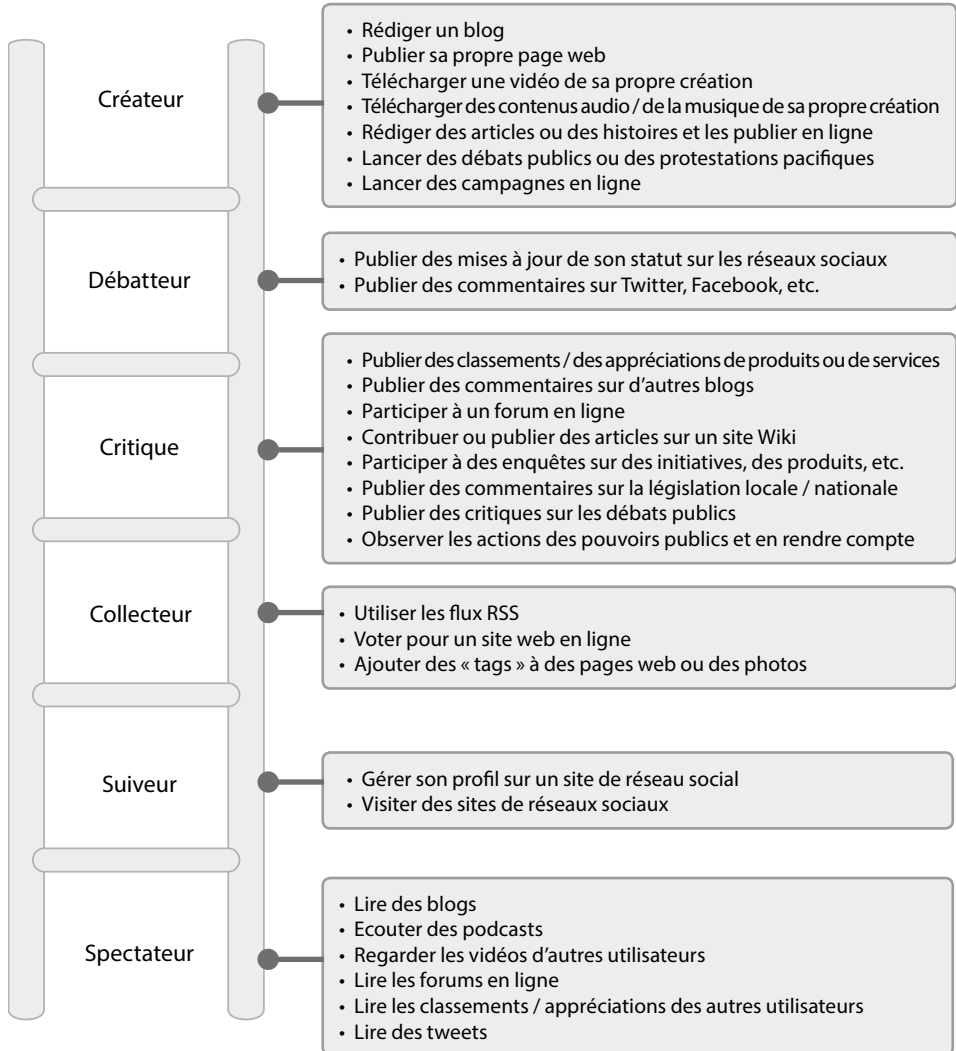 Créateur
• Rédiger un blog
• Publier sa propre page web
• Télécharger une vidéo de sa propre création
• Télécharger des contenus audio / de la musique de sa propre création
• Rédiger des articles ou des histoires et les publier en ligne
• Lancer des débats publics ou des protestations pacifiques
• Lancer des campagnes en ligne
Débatteur
• Publier des mises à jour de son statut sur les réseaux sociaux
• Publier des commentaires sur Twitter, Facebook, etc.
Critique
• Publier des classements / des appréciations de produits ou de services
• Publier des commentaires sur d'autres blogs
• Participer à un forum en ligne
• Contribuer ou publier des articles sur un site Wiki
• Participer à des enquêtes sur des initiatives, des produits, etc.
• Publier des commentaires sur la législation locale / nationale
• Publier des critiques sur les débats publics
• Observer les actions des pouvoirs publics et en rendre compte
Collecteur
• Utiliser les flux RSS
• Voter pour un site web en ligne
• Ajouter des « tags » à des pages web ou des photos
Suiveur
• Gérer son profil sur un site de réseau social
• Visiter des sites de réseaux sociaux
Spectateur
• Lire des blogs
• Ecouter des podcasts
• Regarder les vidéos d'autres utilisateurs
• Lire les forums en ligne
• Lire les classements / appréciations des autres utilisateurs
• Lire des tweets